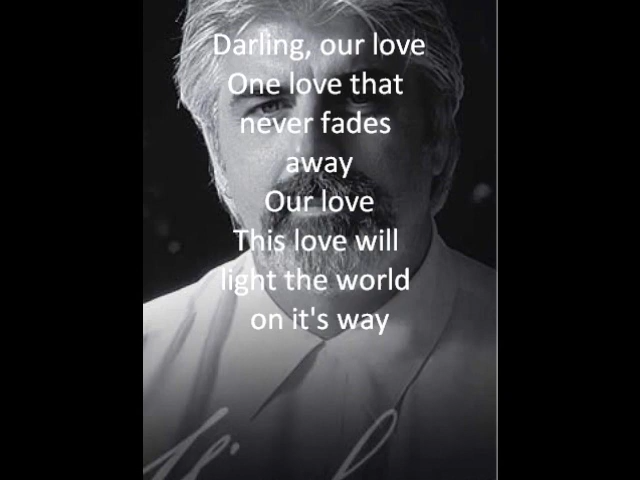 Darling, our love
One love that
never fades
away
Our love
This love will
light the world
on it's way